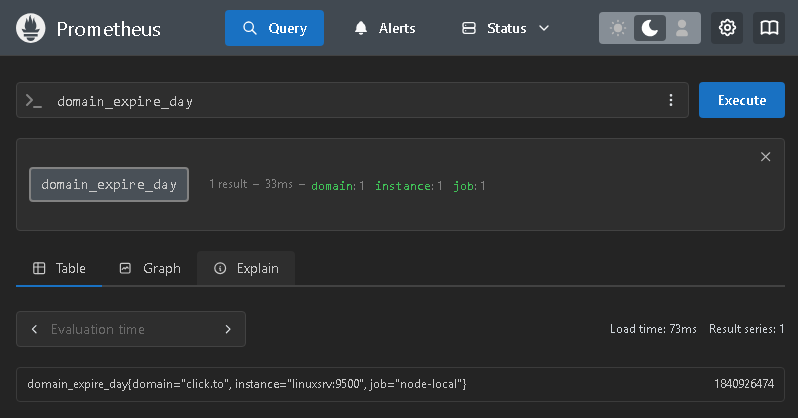 Prometheus Query Alerts Status
>_ domain_expire_day Execute
domain_expire_day 1 result – 33ms – domain: 1 instance: 1 job: 1
Table Graph Explain
Evaluation time Load time: 73ms Result series: 1
domain_expire_day{domain="click.to", instance="linuxsrv:9500", job="node-local"} 1840926474